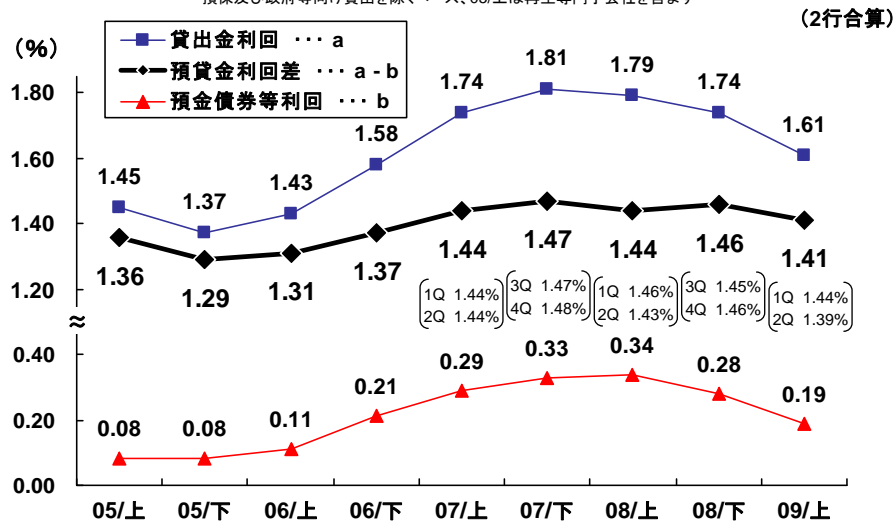 (2行合算)
(%)
貸出金利回 ・・・ a
預貸金利回差 ・・・ a - b
預金債券等利回 ・・・ b
1.80
1.60
1.40
1.20
≈
0.40
0.20
0.00
1.45 1.37 1.43 1.58 1.74 1.81 1.79 1.74 1.61
1.36 1.29 1.31 1.37 1.44 1.47 1.44 1.46 1.41
1Q 1.44%
2Q 1.44%
3Q 1.47%
4Q 1.48%
1Q 1.46%
2Q 1.43%
3Q 1.45%
4Q 1.46%
1Q 1.44%
2Q 1.39%
0.08 0.08 0.11 0.21 0.29 0.33 0.34 0.28 0.19
05/上 05/下 06/上 06/下 07/上 07/下 08/上 08/下 09/上